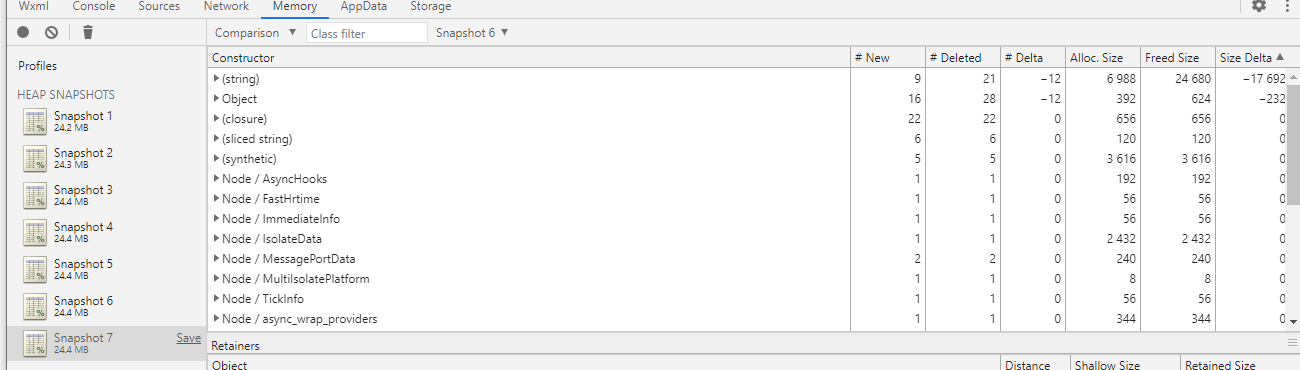 Wxml Console Sources Network Memory AppData Storage
Comparison ▼ Class filter Snapshot 6 ▼
Profiles
HEAP SNAPSHOTS
Snapshot 1
24.2 MB
Snapshot 2
24.3 MB
Snapshot 3
24.4 MB
Snapshot 4
24.4 MB
Snapshot 5
24.4 MB
Snapshot 6
24.4 MB
Snapshot 7 Save
24.4 MB
Constructor # New # Deleted # Delta Alloc. Size Freed Size Size Delta ▲
(string) 9 21 −12 6 988 24 680 −17 692
Object 16 28 −12 392 624 −232
(closure) 22 22 0 656 656 0
(sliced string) 6 6 0 120 120 0
(synthetic) 5 5 0 3 616 3 616 0
Node / AsyncHooks 1 1 0 192 192 0
Node / FastHrtime 1 1 0 56 56 0
Node / ImmediateInfo 1 1 0 56 56 0
Node / IsolateData 1 1 0 2 432 2 432 0
Node / MessagePortData 2 2 0 240 240 0
Node / MultiIsolatePlatform 1 1 0 8 8 0
Node / TickInfo 1 1 0 56 56 0
Node / async_wrap_providers 1 1 0 344 344 0
Retainers
Object Distance Shallow Size Retained Size